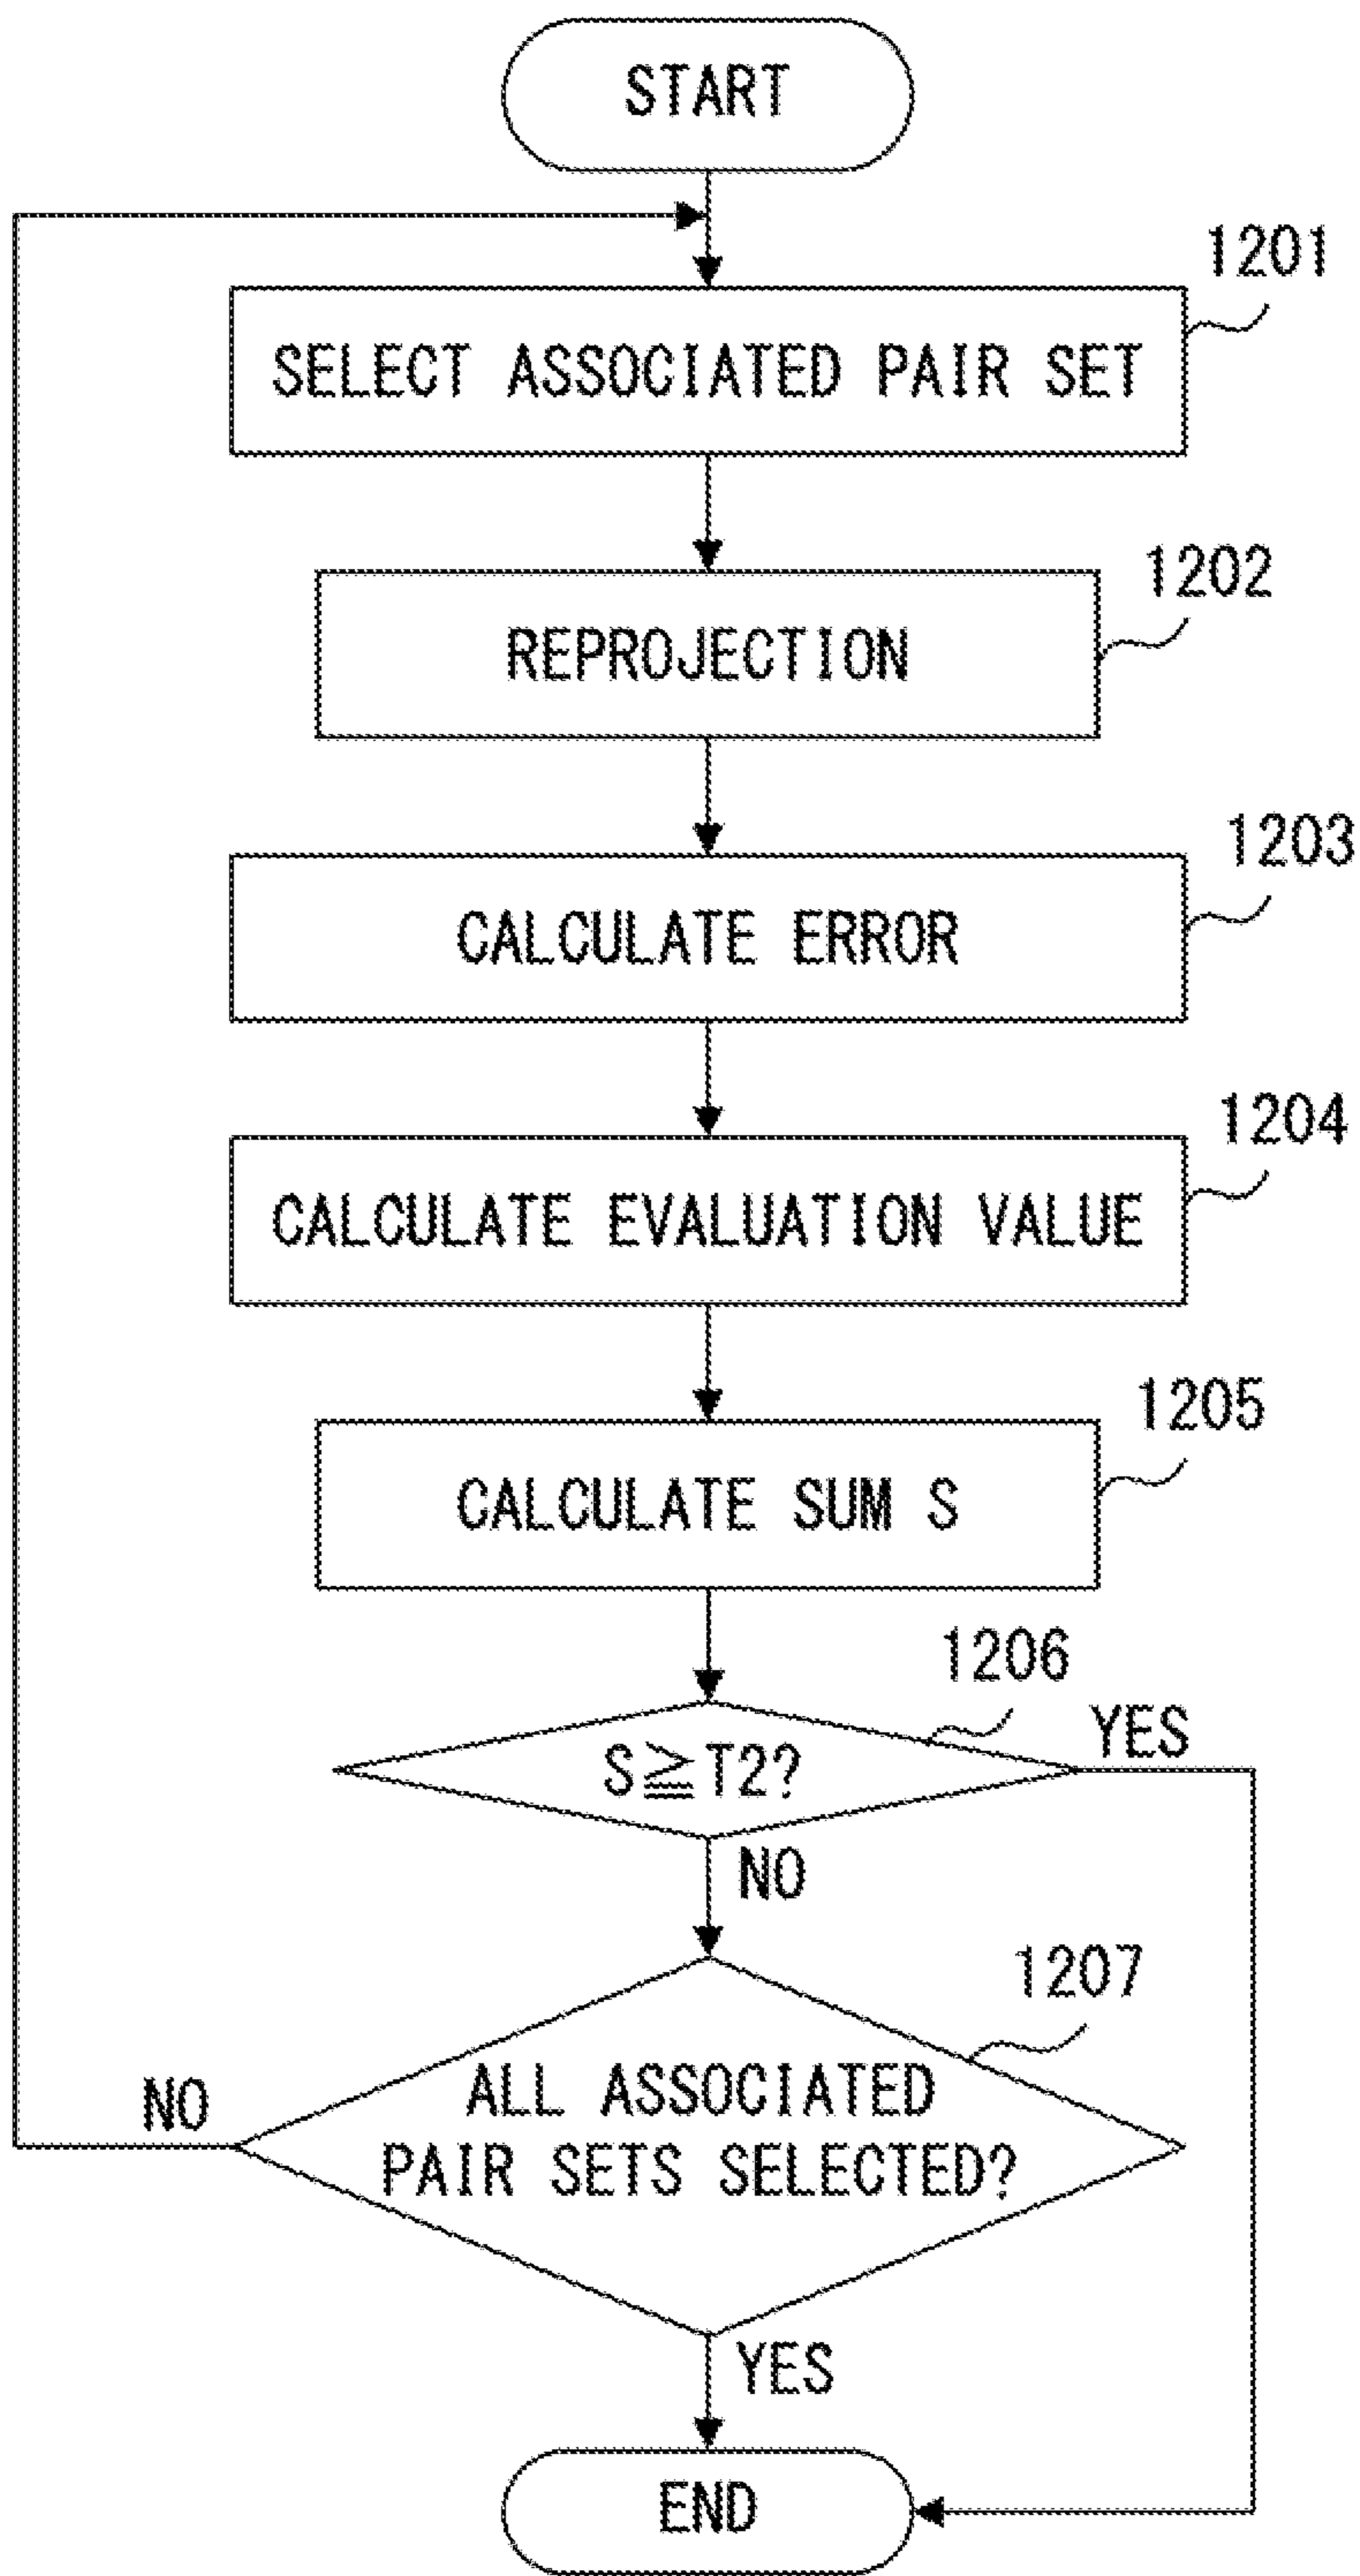 START
1201
SELECT ASSOCIATED PAIR SET
1202
REPROJECTION
1203
CALCULATE ERROR
1204
CALCULATE EVALUATION VALUE
1205
CALCULATE SUM S
1206
YES
S≧T2?
NO
1207
ALL ASSOCIATED
NO
PAIR SETS SELECTED?
YES
END